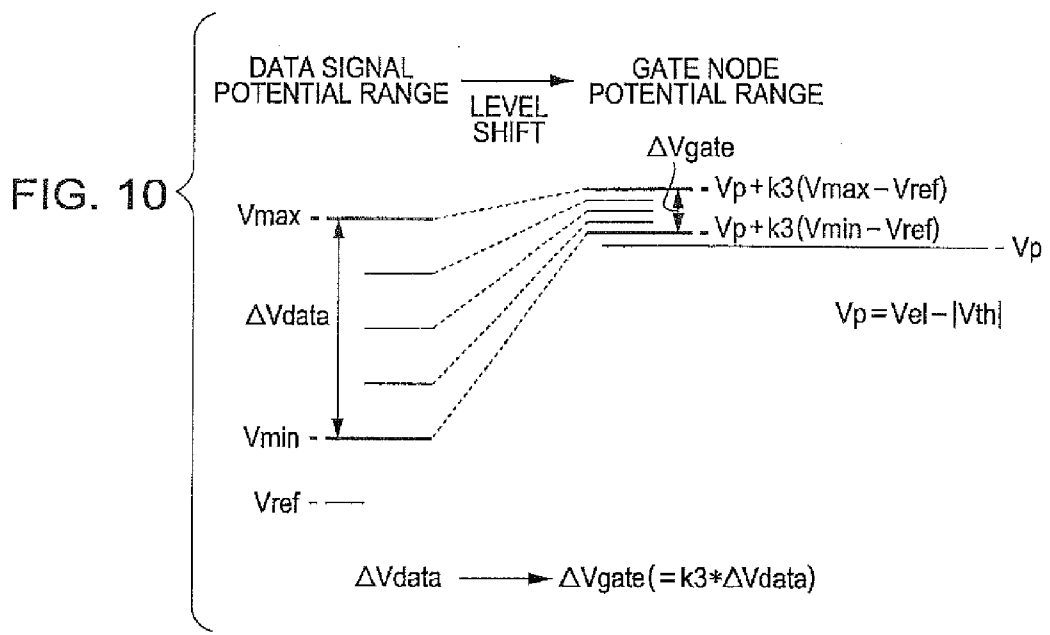 FIG. 10
DATA SIGNAL
POTENTIAL RANGE
LEVEL
SHIFT
GATE NODE
POTENTIAL RANGE
ΔVgate
Vmax
Vp+k3(Vmax−Vref)
Vp+k3(Vmin−Vref)
Vp
ΔVdata
Vp=Vel−|Vth|
Vmin
Vref
ΔVdata → ΔVgate(=k3*ΔVdata)